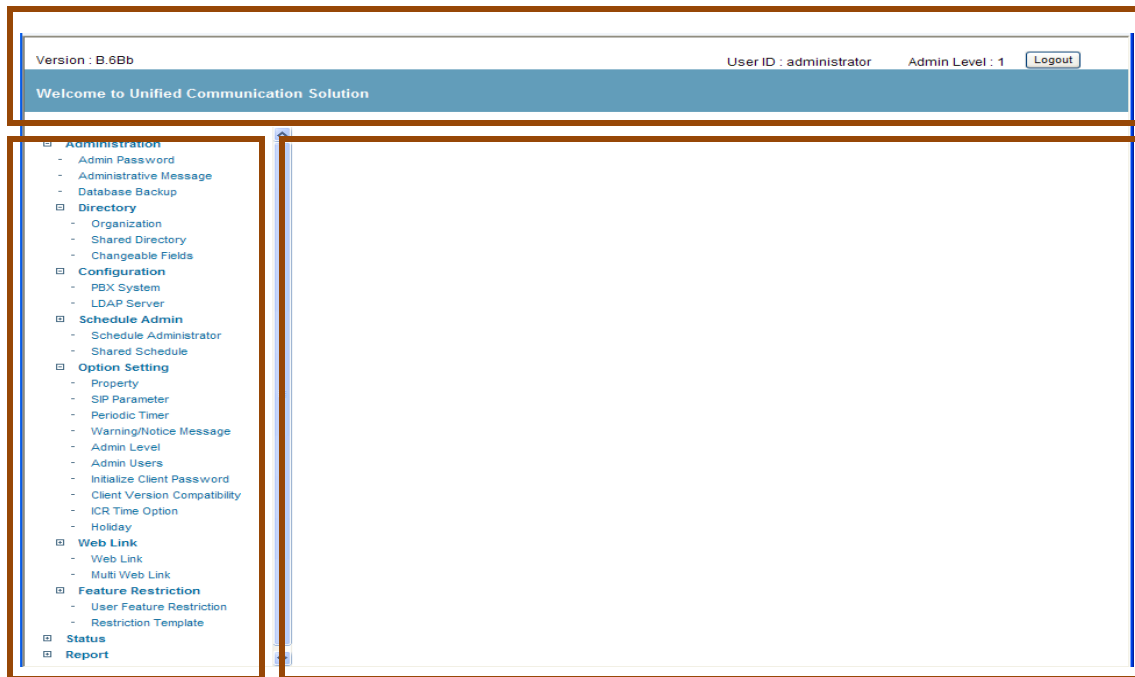 Version : B.6Bb User ID : administrator Admin Level : 1 Logout
Welcome to Unified Communication Solution
Administration
- Admin Password
- Administrative Message
- Database Backup
Directory
- Organization
- Shared Directory
- Changeable Fields
Configuration
- PBX System
- LDAP Server
Schedule Admin
- Schedule Administrator
- Shared Schedule
Option Setting
- Property
- SIP Parameter
- Periodic Timer
- Warning/Notice Message
- Admin Level
- Admin Users
- Initialize Client Password
- Client Version Compatibility
- ICR Time Option
- Holiday
Web Link
- Web Link
- Multi Web Link
Feature Restriction
- User Feature Restriction
- Restriction Template
Status
Report